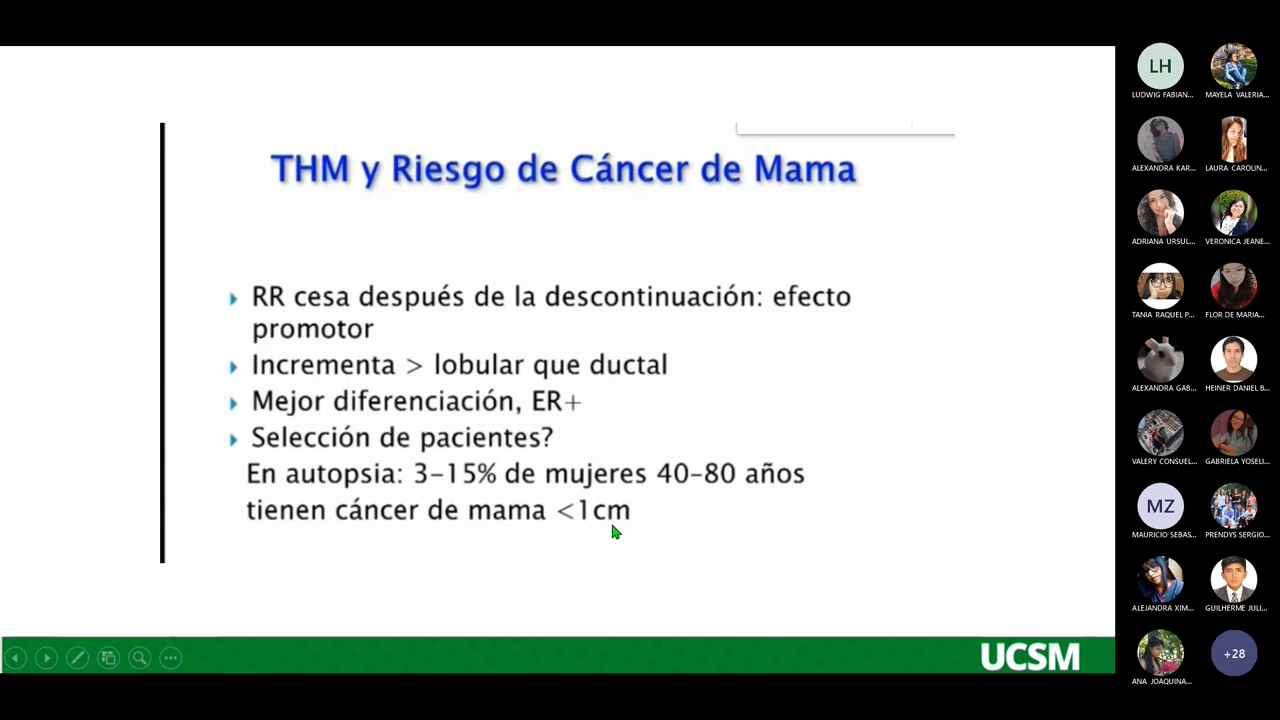 THM y Riesgo de Cáncer de Mama
RR cesa después de la descontinuación: efecto
promotor
Incrementa > lobular que ductal
Mejor diferenciación, ER+
Selección de pacientes?
En autopsia: 3-15% de mujeres 40-80 años
tienen cáncer de mama <1cm
UCSM
LH
LUDWIG FABIAN...
MAYELA VALERIA...
ALEXANDRA KAR...
LAURA CAROLIN...
ADRIANA URSUL...
VERONICA JEANE...
TANIA RAQUEL P...
FLOR DE MARIA...
ALEXANDRA GAB...
HEINER DANIEL B...
VALERY CONSUEL...
GABRIELA YOSELI...
MZ
MAURICIO SEBAS...
PRENDYS SERGIO...
ALEJANDRA XIM...
GUILHERME JULI...
ANA JOAQUINA...
+28